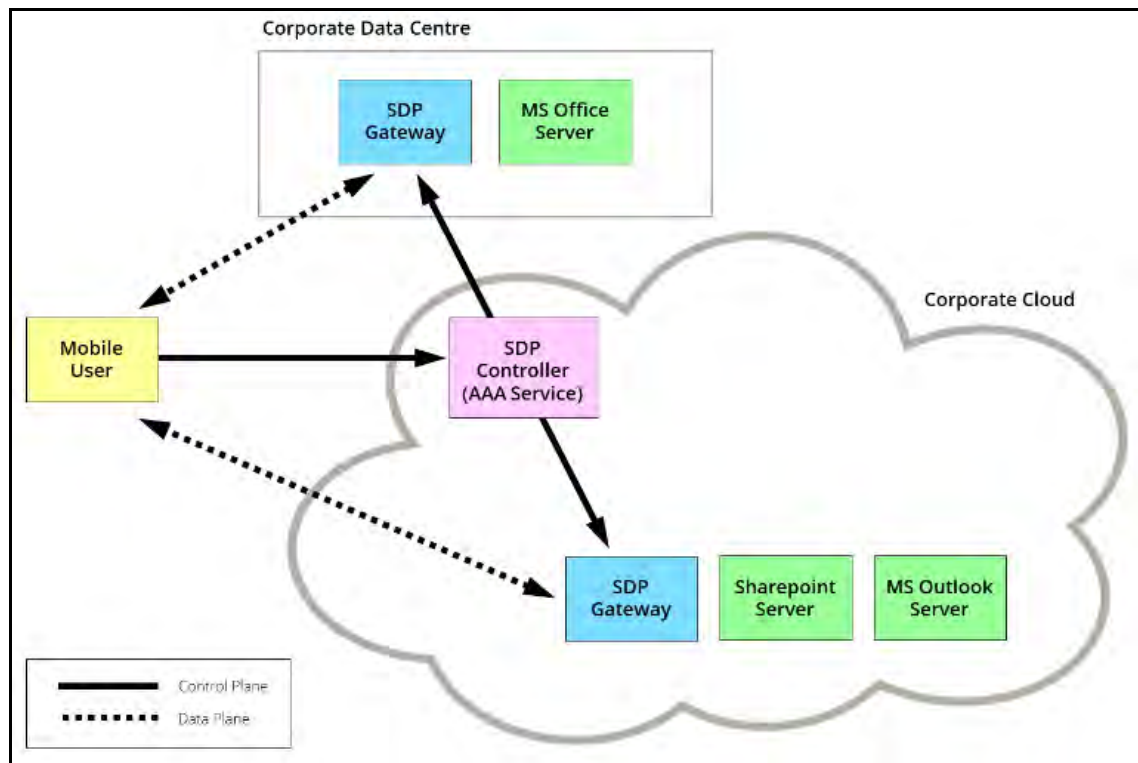 Corporate Data Centre
SDP
Gateway
MS Office
Server
Corporate Cloud
Mobile
User
SDP
Controller
(AAA Service)
SDP
Gateway
Sharepoint
Server
MS Outlook
Server
Control Plane
Data Plane